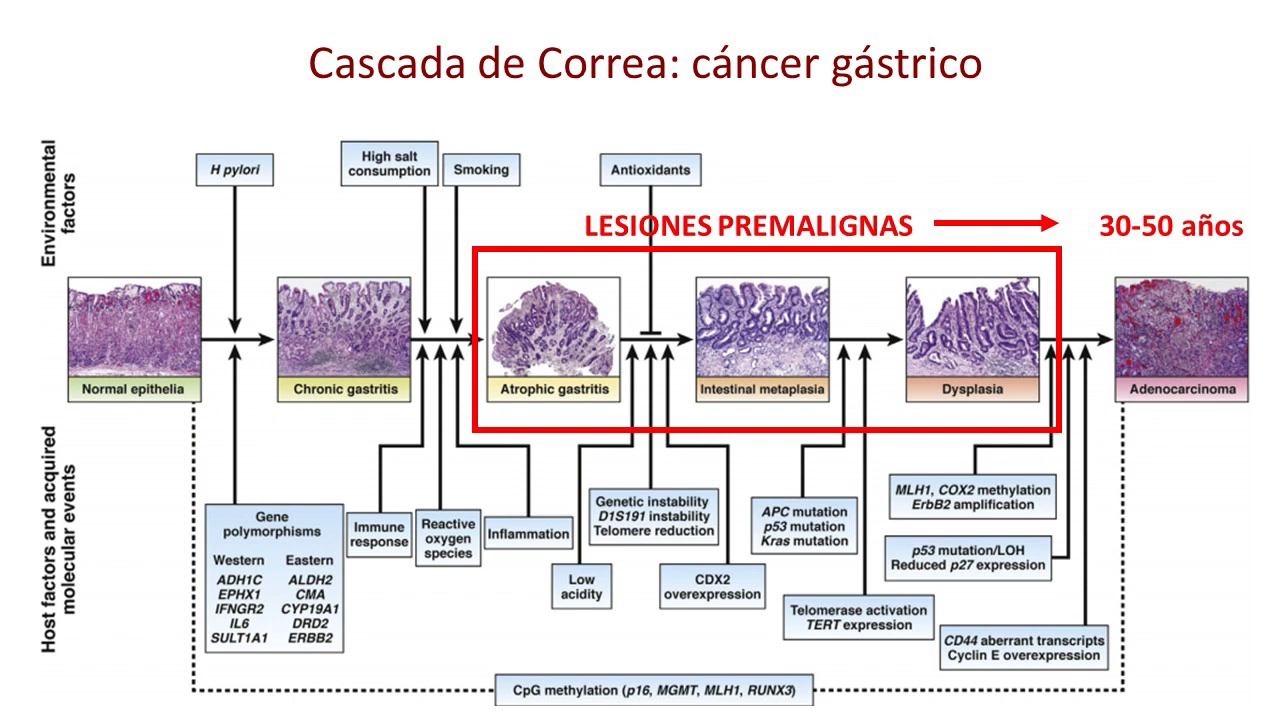 Cascada de Correa: cáncer gástrico
Environmental
factors
H pylori
High salt
consumption
Smoking
Antioxidants
LESIONES PREMALIGNAS
30-50 años
Normal epithelia
Chronic gastritis
Atrophic gastritis
Intestinal metaplasia
Dysplasia
Adenocarcinoma
Host factors and acquired
molecular events
Gene
polymorphisms
Western Eastern
ADH1C ALDH2
EPHX1 CMA
IFNGR2 CYP19A1
IL6 DRD2
SULT1A1 ERBB2
Immune
response
Reactive
oxygen
species
Inflammation
Low
acidity
Genetic instability
D1S191 instability
Telomere reduction
CDX2
overexpression
APC mutation
p53 mutation
Kras mutation
Telomerase activation
TERT expression
MLH1, COX2 methylation
ErbB2 amplification
p53 mutation/LOH
Reduced p27 expression
CD44 aberrant transcripts
Cyclin E overexpression
CpG methylation (p16, MGMT, MLH1, RUNX3)